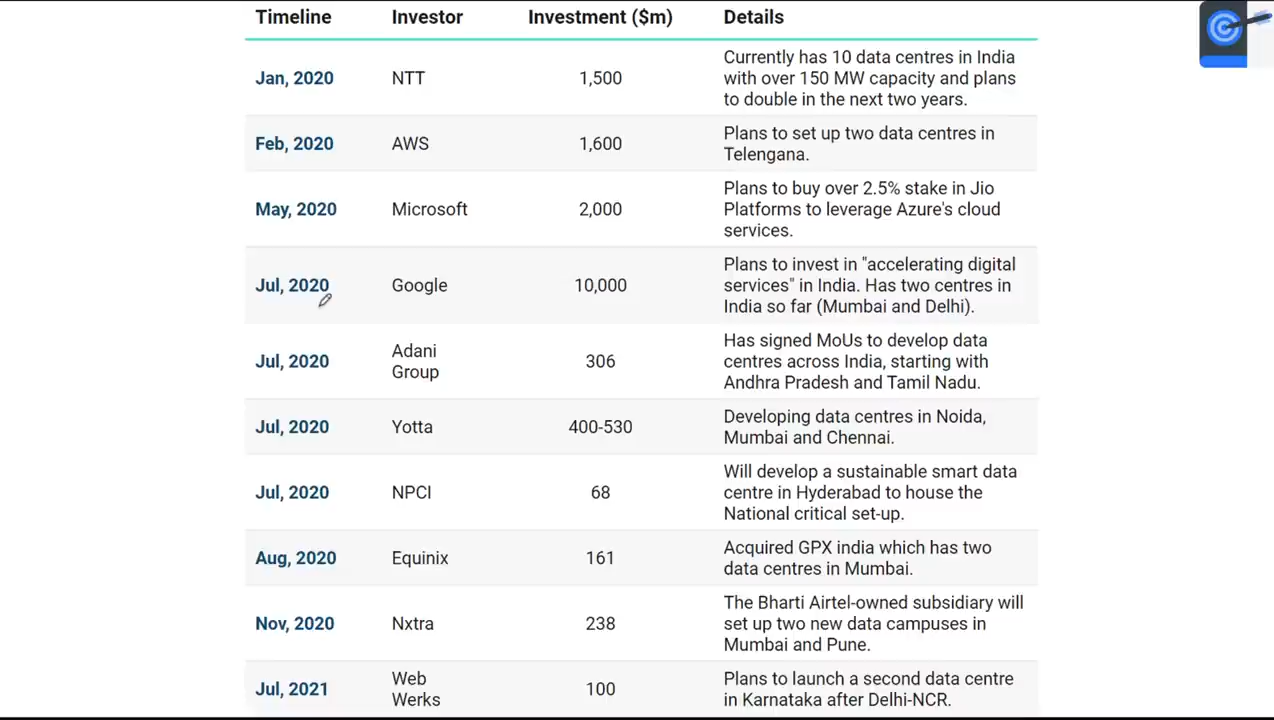 Timeline Investor Investment ($m) Details
Currently has 10 data centres in India
Jan, 2020 NTT 1,500 with over 150 MW capacity and plans
to double in the next two years.
Feb, 2020 AWS 1,600 Plans to set up two data centres in
Telengana.
Plans to buy over 2.5% stake in Jio
May, 2020 Microsoft 2,000 Platforms to leverage Azure's cloud
services.
Plans to invest in "accelerating digital
Jul, 2020 Google 10,000 services" in India. Has two centres in
India so far (Mumbai and Delhi).
Has signed MoUs to develop data
Jul, 2020 Adani Group 306 centres across India, starting with
Andhra Pradesh and Tamil Nadu.
Jul, 2020 Yotta 400-530 Developing data centres in Noida,
Mumbai and Chennai.
Will develop a sustainable smart data
Jul, 2020 NPCI 68 centre in Hyderabad to house the
National critical set-up.
Aug, 2020 Equinix 161 Acquired GPX india which has two
data centres in Mumbai.
The Bharti Airtel-owned subsidiary will
Nov, 2020 Nxtra 238 set up two new data campuses in
Mumbai and Pune.
Jul, 2021 Web Werks 100 Plans to launch a second data centre
in Karnataka after Delhi-NCR.